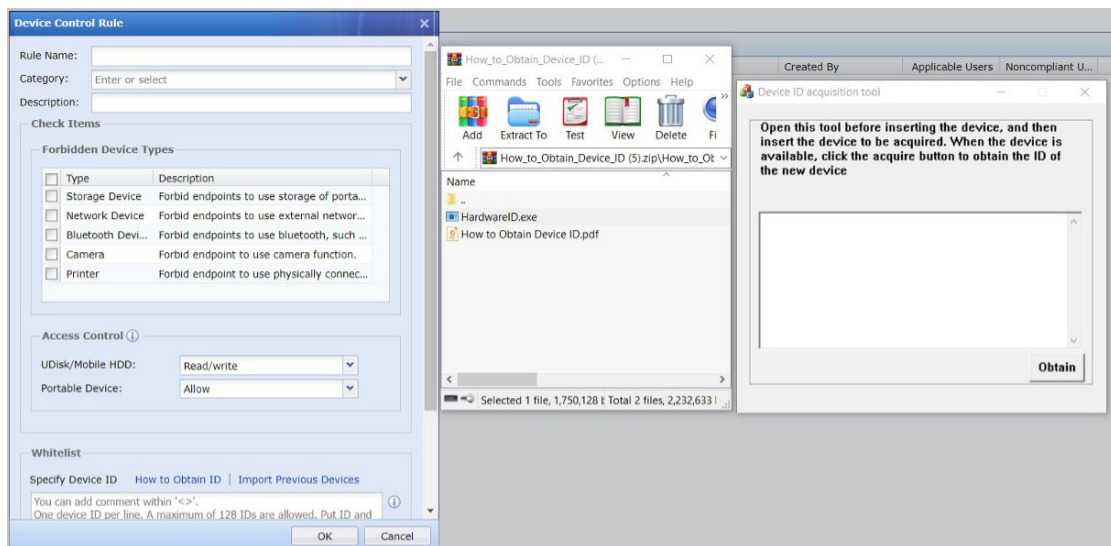 Device Control Rule
Rule Name:
Category: Enter or select
Description:
Check Items
Forbidden Device Types
Type Description
Storage Device Forbid endpoints to use storage of porta...
Network Device Forbid endpoints to use external networ...
Bluetooth Devi... Forbid endpoints to use bluetooth, such ...
Camera Forbid endpoint to use camera function.
Printer Forbid endpoint to use physically connec...
Access Control
UDisk/Mobile HDD: Read/write
Portable Device: Allow
Whitelist
Specify Device ID How to Obtain ID | Import Previous Devices
You can add comment within '<>'.
One device ID per line. A maximum of 128 IDs are allowed. Put ID and
OK Cancel
How_to_Obtain_Device_ID (...
File Commands Tools Favorites Options Help
Add Extract To Test View Delete Fi
How_to_Obtain_Device_ID (5).zip\How_to_Ot
Name
..
HardwareID.exe
How to Obtain Device ID.pdf
Selected 1 file, 1,750,128 t Total 2 files, 2,232,633
Created By Applicable Users Noncompliant U...
Device ID acquisition tool
Open this tool before inserting the device, and then
insert the device to be acquired. When the device is
available, click the acquire button to obtain the ID of
the new device
Obtain